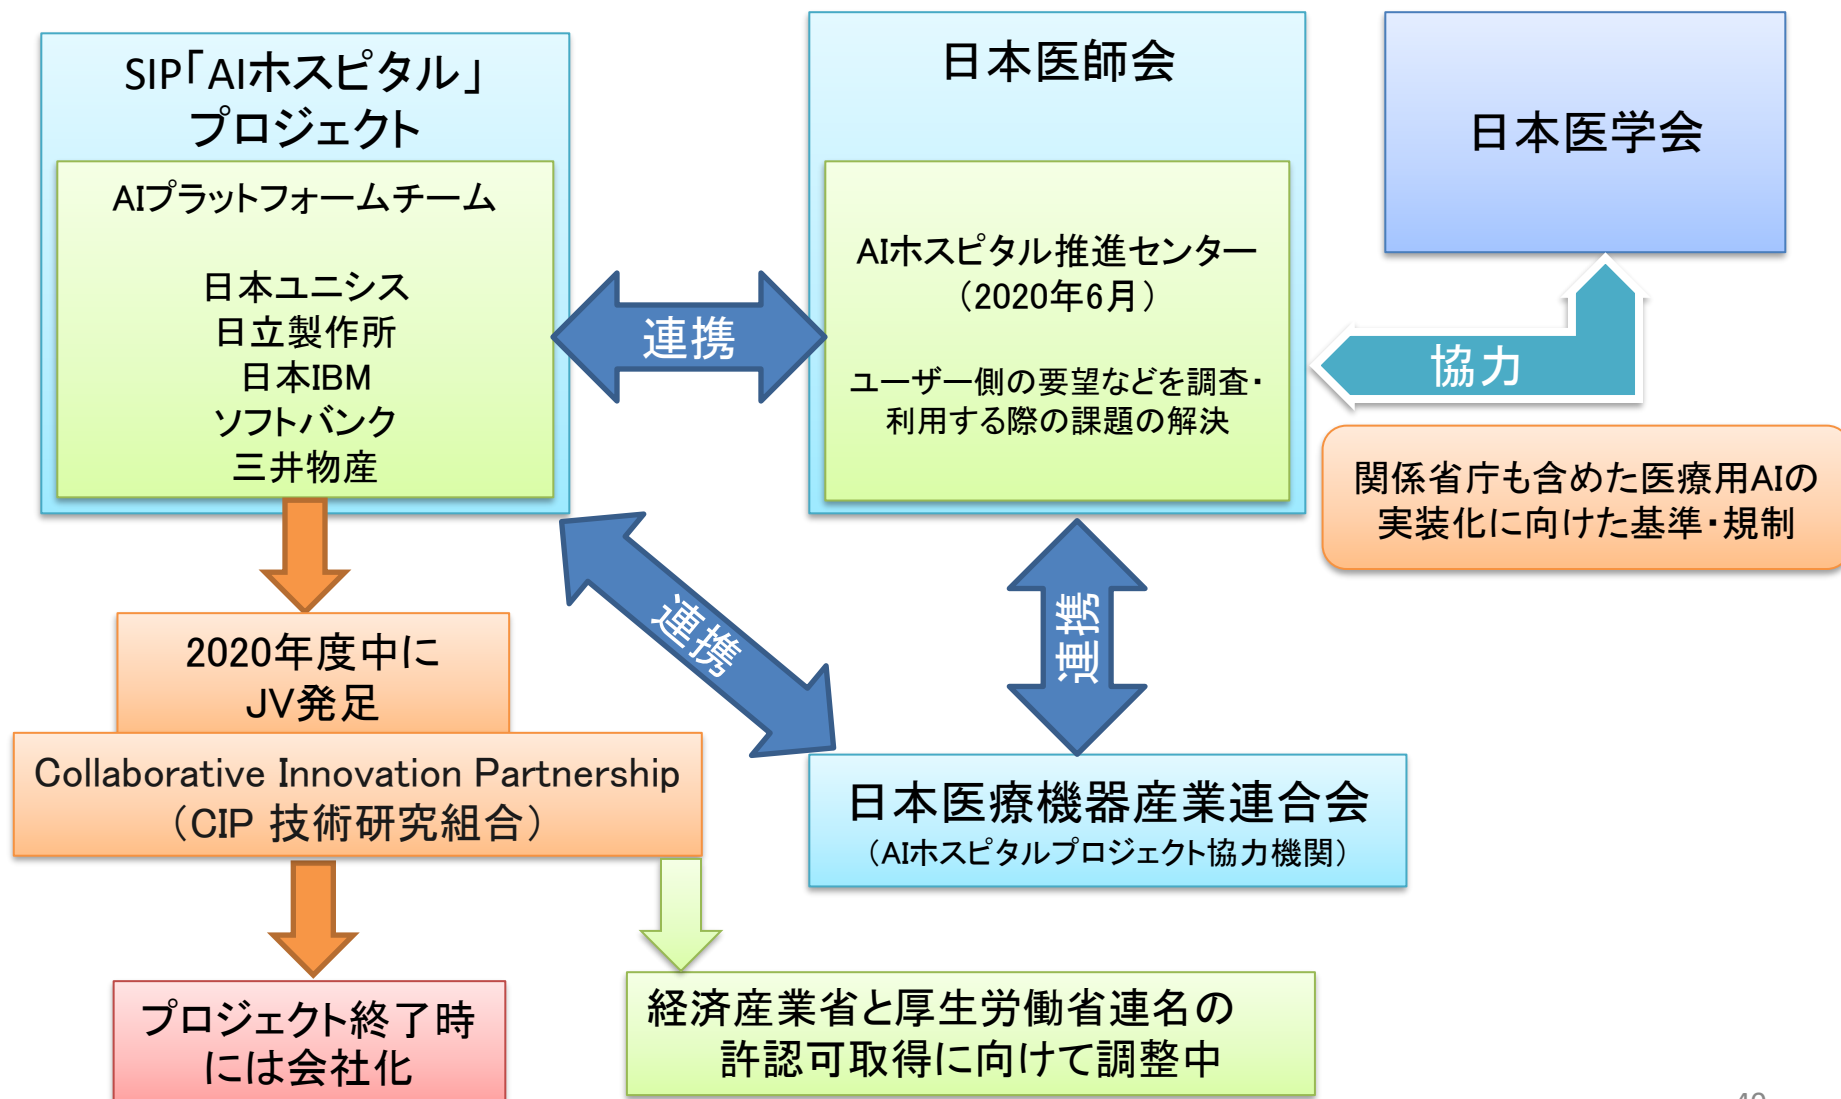 SIP「AIホスピタル」
プロジェクト
AIプラットフォームチーム
日本ユニシス
日立製作所
日本IBM
ソフトバンク
三井物産
連携
日本医師会
AIホスピタル推進センター
（2020年6月）
ユーザー側の要望などを調査・
利用する際の課題の解決
日本医学会
協力
関係省庁も含めた医療用AIの
実装化に向けた基準・規制
連携
連携
2020年度中に
JV発足
Collaborative Innovation Partnership
（CIP 技術研究組合）
日本医療機器産業連合会
（AIホスピタルプロジェクト協力機関）
プロジェクト終了時
には会社化
経済産業省と厚生労働省連名の
許認可取得に向けて調整中